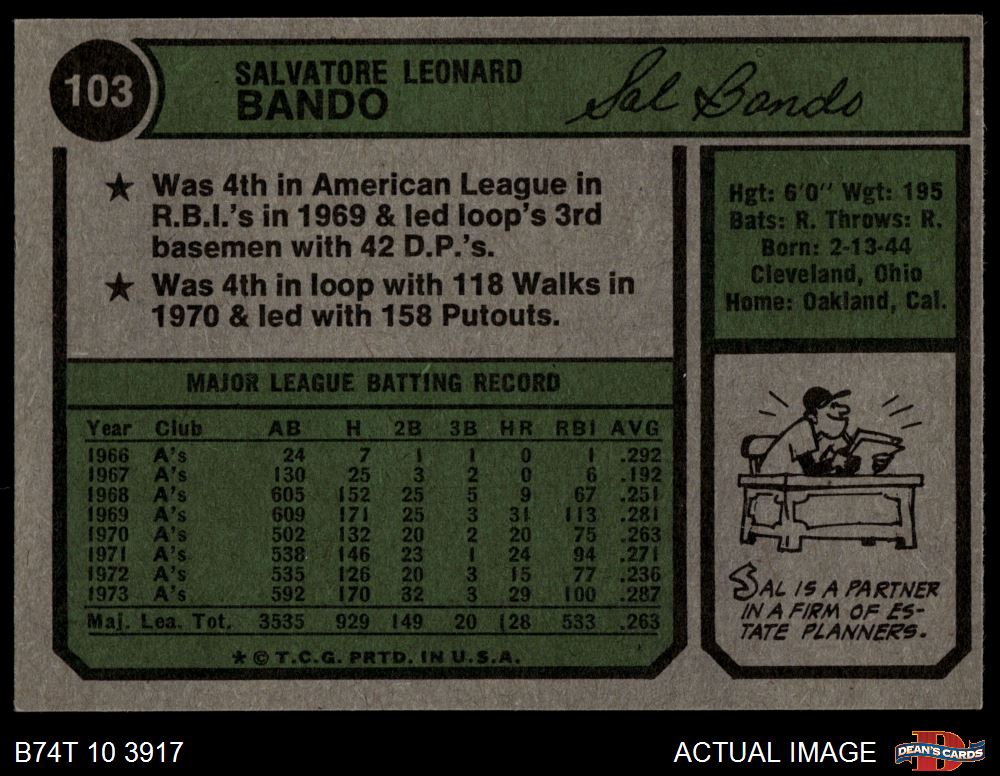 103
SALVATORE LEONARD
BANDO
Sal Bando
★ Was 4th in American League in
R.B.I.'s in 1969 & led loop's 3rd
basemen with 42 D.P.'s.
★ Was 4th in loop with 118 Walks in
1970 & led with 158 Putouts.
Hgt: 6'0" Wgt: 195
Bats: R. Throws: R.
Born: 2-13-44
Cleveland, Ohio
Home: Oakland, Cal.
MAJOR LEAGUE BATTING RECORD
Year Club AB H 2B 3B HR RBI AVG
1966 A's 24 7 1 1 0 1 .292
1967 A's 130 25 3 2 0 6 .192
1968 A's 605 152 25 5 9 67 .251
1969 A's 609 171 25 3 31 113 .281
1970 A's 502 132 20 2 20 75 .263
1971 A's 538 146 23 1 24 94 .271
1972 A's 535 126 20 3 15 77 .236
1973 A's 592 170 32 3 29 100 .287
Maj. Lea. Tot. 3535 929 149 20 128 533 .263
* © T.C.G. PRTD. IN U.S.A.
SAL IS A PARTNER
IN A FIRM OF ES-
TATE PLANNERS.
B74T 10 3917
ACTUAL IMAGE
DEAN'S CARDS